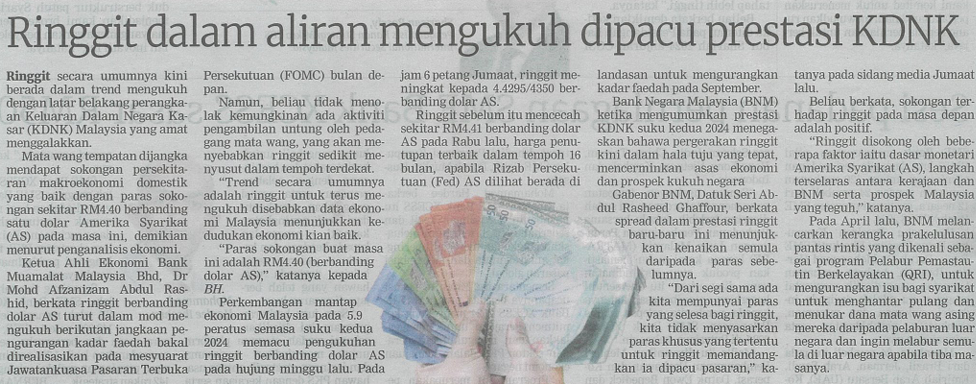 Ringgit dalam aliran mengukuh dipacu prestasi KDNK
Ringgit secara umumnya kini
berada dalam trend mengukuh
dengan latar belakang perangka-
an Keluaran Dalam Negara Ka-
sar (KDNK) Malaysia yang amat
menggalakkan.
Mata wang tempatan dijangka
mendapat sokongan persekita-
ran makroekonomi domestik
yang baik dengan paras soko-
ngan sekitar RM4.40 berbanding
satu dolar Amerika Syarikat
(AS) pada masa ini, demikian
menurut penganalisis ekonomi.
Ketua Ahli Ekonomi Bank
Muamalat Malaysia Bhd, Dr
Mohd Afzanizam Abdul Ras-
hid, berkata ringgit berbanding
dolar AS turut dalam mod me-
ngukuh berikutan jangkaan pe-
ngurangan kadar faedah bakal
direalisasikan pada mesyuarat
Jawatankuasa Pasaran Terbuka
Persekutuan (FOMC) bulan de-
pan.
Namun, beliau tidak meno-
lak kemungkinan ada aktiviti
pengambilan untung oleh peda-
gang mata wang, yang akan me-
nyebabkan ringgit sedikit me-
nyusut dalam tempoh terdekat.
“Trend secara umumnya
adalah ringgit untuk terus me-
ngukuh disebabkan data ekono-
mi Malaysia menunjukkan ke-
dudukan ekonomi kian baik.
“Paras sokongan buat masa
ini adalah RM4.40 (berbanding
dolar AS),” katanya kepada
BH.
Perkembangan mantap
ekonomi Malaysia pada 5.9
peratus semasa suku kedua
2024 memacu pengukuhan
ringgit berbanding dolar AS
pada hujung minggu lalu. Pada
jam 6 petang Jumaat, ringgit me-
ningkat kepada 4.4295/4350 ber-
banding dolar AS.
Ringgit sebelum itu mencecah
sekitar RM4.41 berbanding dolar
AS pada Rabu lalu, harga penu-
tupan terbaik dalam tempoh 16
bulan, apabila Rizab Perseku-
tuan (Fed) AS dilihat berada di
landasan untuk mengurangkan
kadar faedah pada September.
Bank Negara Malaysia (BNM)
ketika mengumumkan prestasi
KDNK suku kedua 2024 menega-
skan bahawa pergerakan ringgit
kini dalam hala tuju yang tepat,
mencerminkan asas ekonomi
dan prospek kukuh negara
Gabenor BNM, Datuk Seri Ab-
dul Rasheed Ghaffour, berkata
spread dalam prestasi ringgit
baru-baru ini menunjuk-
kan kenaikan semula
daripada paras sebe-
lumnya.
“Dari segi sama ada
kita mempunyai paras
yang selesa bagi ringgit,
kita tidak menyasarkan
paras khusus yang tertentu
untuk ringgit memandang-
kan ia dipacu pasaran,” ka-
tanya pada sidang media Jumaat
lalu.
Beliau berkata, sokongan ter-
hadap ringgit pada masa depan
adalah positif.
“Ringgit disokong oleh bebe-
rapa faktor iaitu dasar monetari
Amerika Syarikat (AS), langkah
terselaras antara kerajaan dan
BNM serta prospek Malaysia
yang teguh,” katanya.
Pada April lalu, BNM melan-
carkan kerangka prakelulusan
pantas rintis yang dikenali seba-
gai program Pelabur Pemastau-
tin Berkelayakan (QRI), untuk
mengurangkan isu bagi syarikat
untuk menghantar pulang dan
menukar dana mata wang asing
mereka daripada pelaburan luar
negara dan ingin melabur semu-
la di luar negara apabila tiba ma-
sanya.